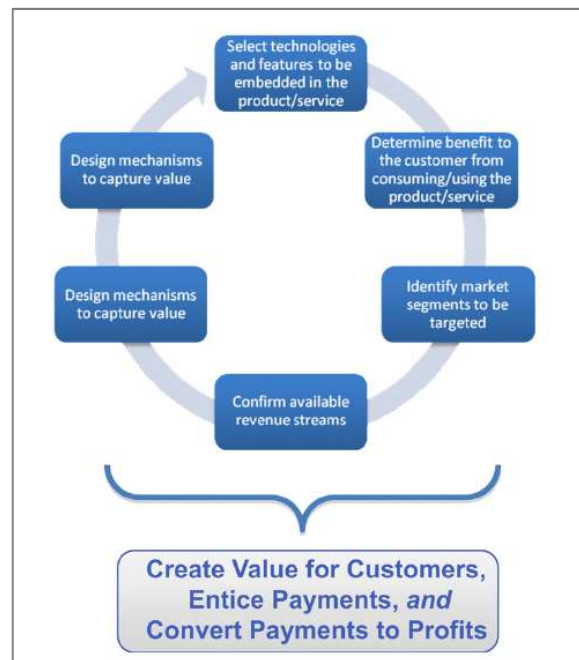 Select technologies
and features to be
embedded in the
product/service
Determine benefit to
the customer from
consuming/using the
product/service
Identify market
segments to be
targeted
Confirm available
revenue streams
Design mechanisms
to capture value
Design mechanisms
to capture value
Create Value for Customers,
Entice Payments, and
Convert Payments to Profits